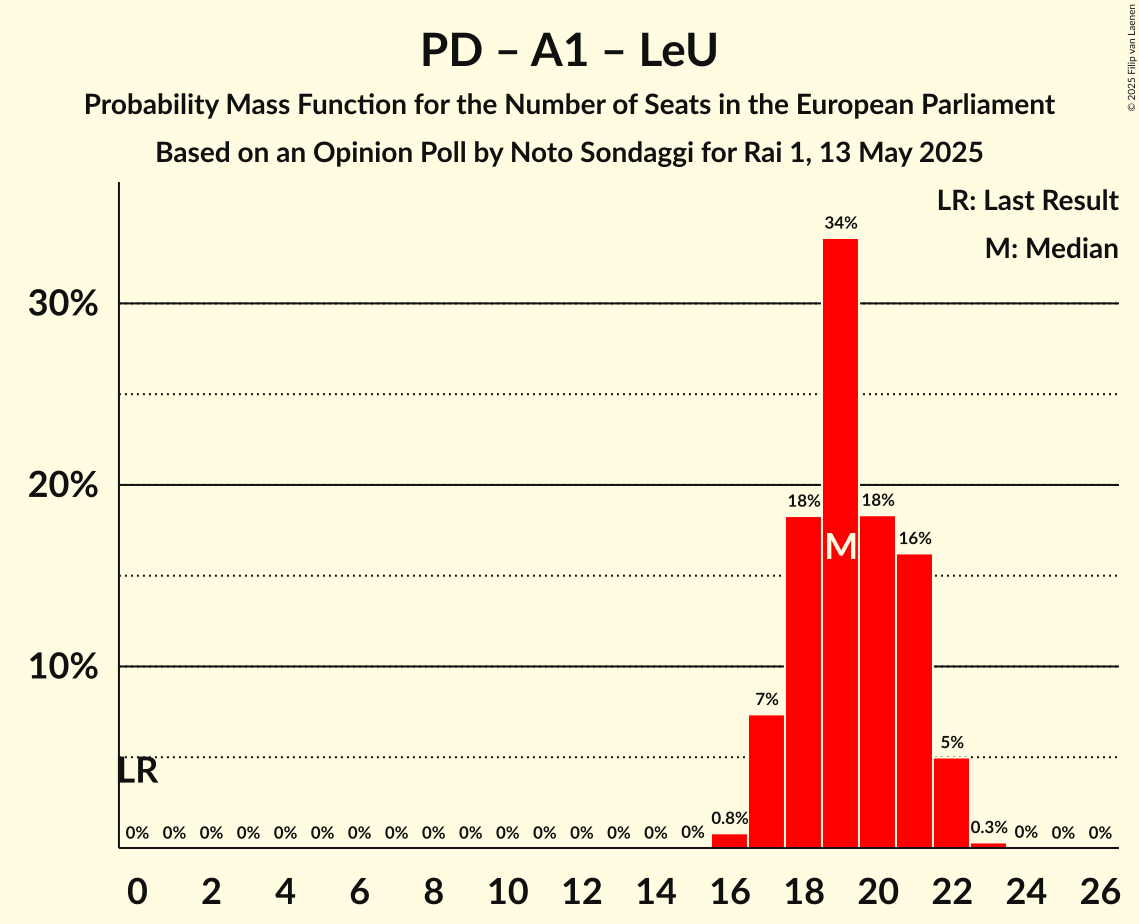 PD – A1 – LeU
Probability Mass Function for the Number of Seats in the European Parliament
Based on an Opinion Poll by Noto Sondaggi for Rai 1, 13 May 2025
© 2025 Filip van Laenen
LR: Last Result
M: Median
34%
30%
20%
18%
18%
16%
M
10%
7%
5%
LR
0.8%
0.3%
0% 0% 0% 0% 0% 0% 0% 0% 0% 0% 0% 0% 0% 0% 0% 0% 0% 0% 0%
0 2 4 6 8 10 12 14 16 18 20 22 24 26